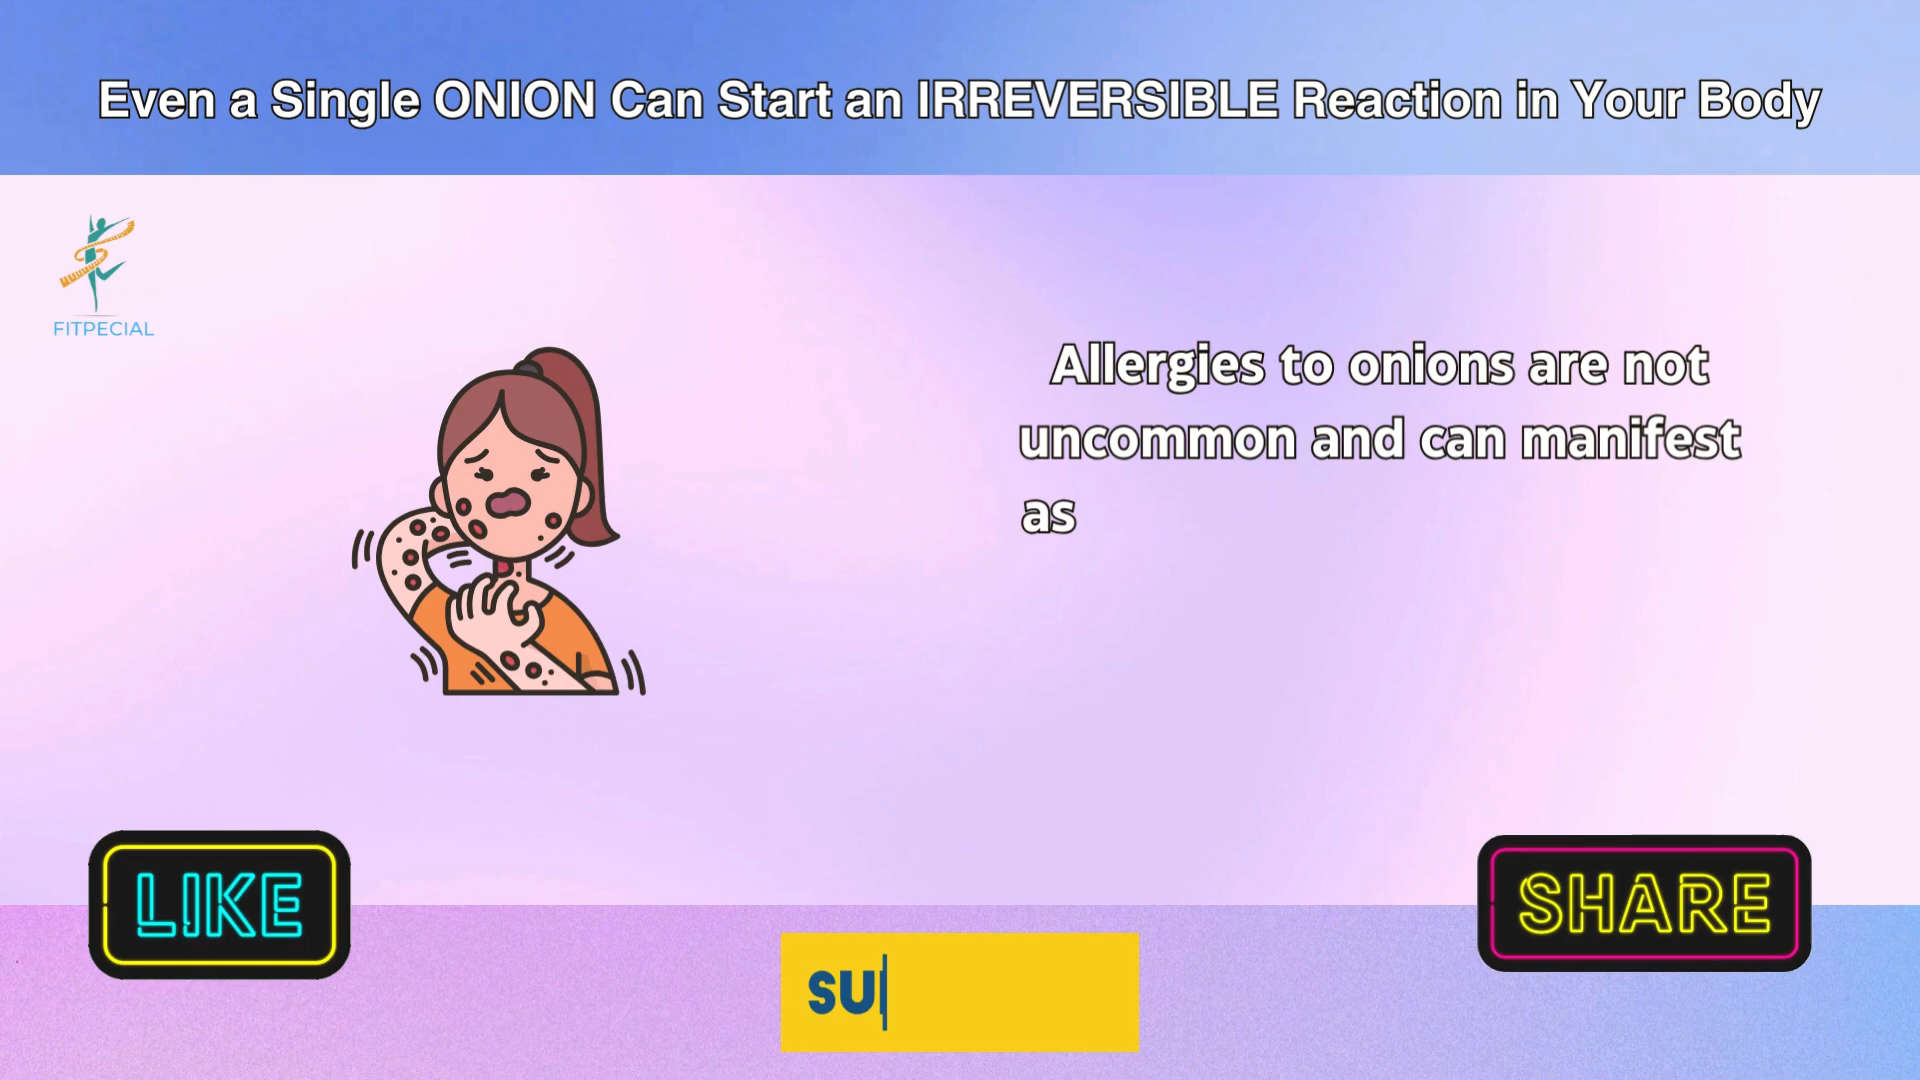 Even a Single ONION Can Start an IRREVERSIBLE Reaction in Your Body
FITPECIAL
Allergies to onions are not
uncommon and can manifest
as
LIKE
SHARE
SU